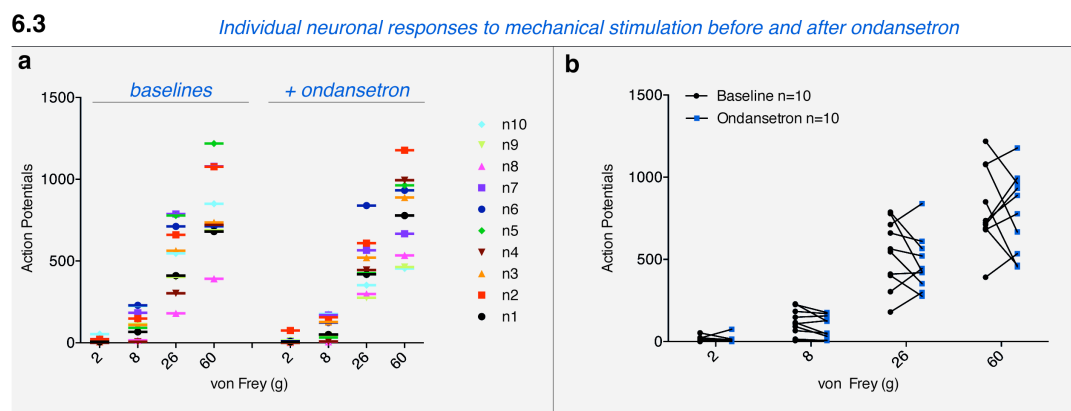 6.3
Individual neuronal responses to mechanical stimulation before and after ondansetron
a
baselines
+ ondansetron
1500
1000
500
0
Action Potentials
2 8 26 60 2 8 26 60
von Frey (g)
n10
n9
n8
n7
n6
n5
n4
n3
n2
n1
b
Baseline n=10
Ondansetron n=10
1500
1000
500
0
Action Potentials
2 8 26 60
von Frey (g)